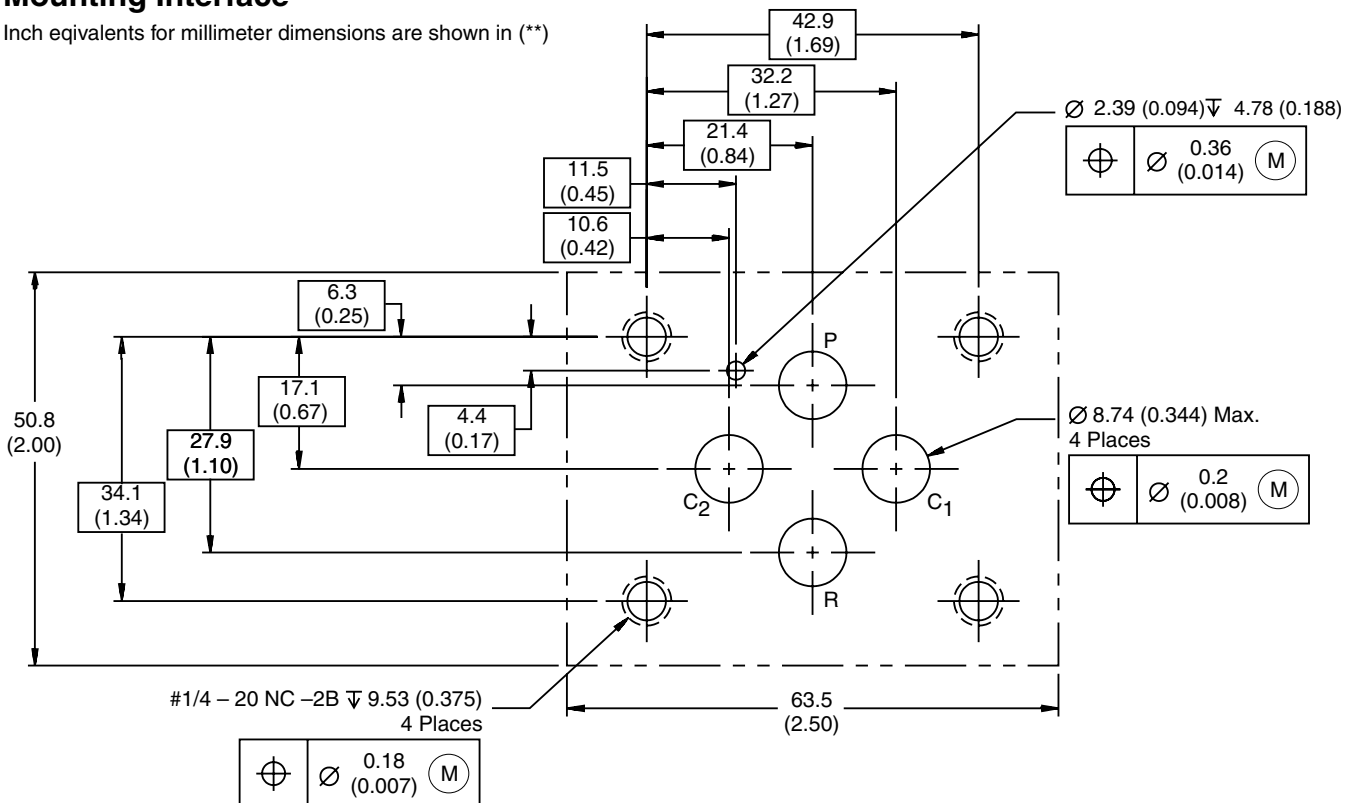 Mounting Interface
Inch eqivalents for millimeter dimensions are shown in (**)
42.9
(1.69)
32.2
(1.27)
21.4
(0.84)
11.5
(0.45)
10.6
(0.42)
⌀ 2.39 (0.094)↧ 4.78 (0.188)
⌖ ⌀ 0.36 (0.014) Ⓜ
6.3
(0.25)
P
17.1
(0.67)
4.4
(0.17)
50.8
(2.00)
27.9
(1.10)
⌀ 8.74 (0.344) Max.
4 Places
⌖ ⌀ 0.2 (0.008) Ⓜ
34.1
(1.34)
C2
C1
R
#1/4 – 20 NC –2B ↧ 9.53 (0.375)
4 Places
⌖ ⌀ 0.18 (0.007) Ⓜ
63.5
(2.50)